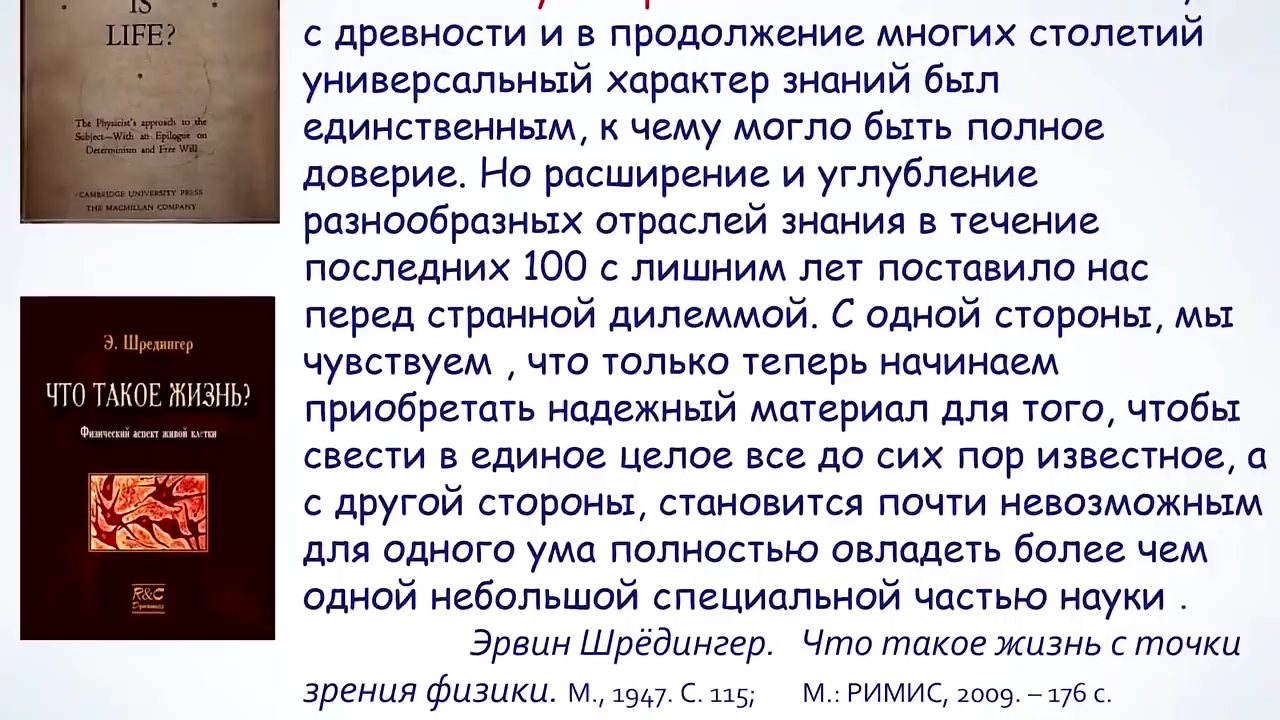 IS
LIFE?
The Physicist's approach to the
Subject—With an Epilogue on
Determinism and Free Will
CAMBRIDGE UNIVERSITY PRESS
THE MACMILLAN COMPANY
Э. Шредингер
ЧТО ТАКОЕ ЖИЗНЬ?
Физический аспект живой клетки
R&C
Dynamics
с древности и в продолжение многих столетий
универсальный характер знаний был
единственным, к чему могло быть полное
доверие. Но расширение и углубление
разнообразных отраслей знания в течение
последних 100 с лишним лет поставило нас
перед странной дилеммой. С одной стороны, мы
чувствуем , что только теперь начинаем
приобретать надежный материал для того, чтобы
свести в единое целое все до сих пор известное, а
с другой стороны, становится почти невозможным
для одного ума полностью овладеть более чем
одной небольшой специальной частью науки .
Эрвин Шрёдингер. Что такое жизнь с точки
зрения физики. М., 1947. С. 115; М.: РИМИС, 2009. – 176 с.